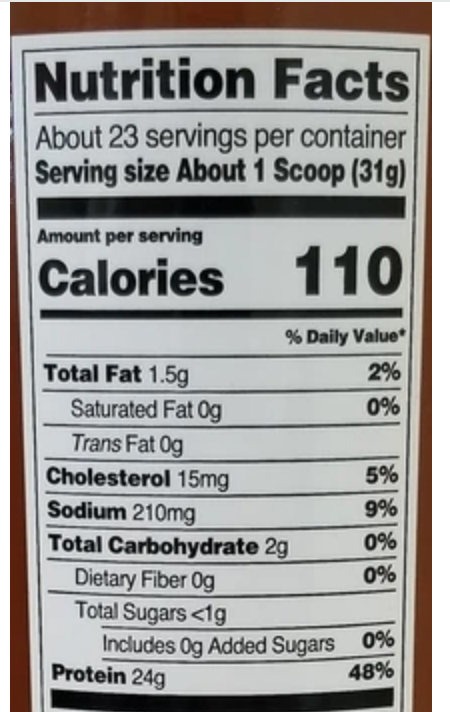 Nutrition Facts
About 23 servings per container
Serving size About 1 Scoop (31g)
Amount per serving
Calories 110
% Daily Value*
Total Fat 1.5g 2%
Saturated Fat 0g 0%
Trans Fat 0g
Cholesterol 15mg 5%
Sodium 210mg 9%
Total Carbohydrate 2g 0%
Dietary Fiber 0g 0%
Total Sugars <1g
Includes 0g Added Sugars 0%
Protein 24g 48%